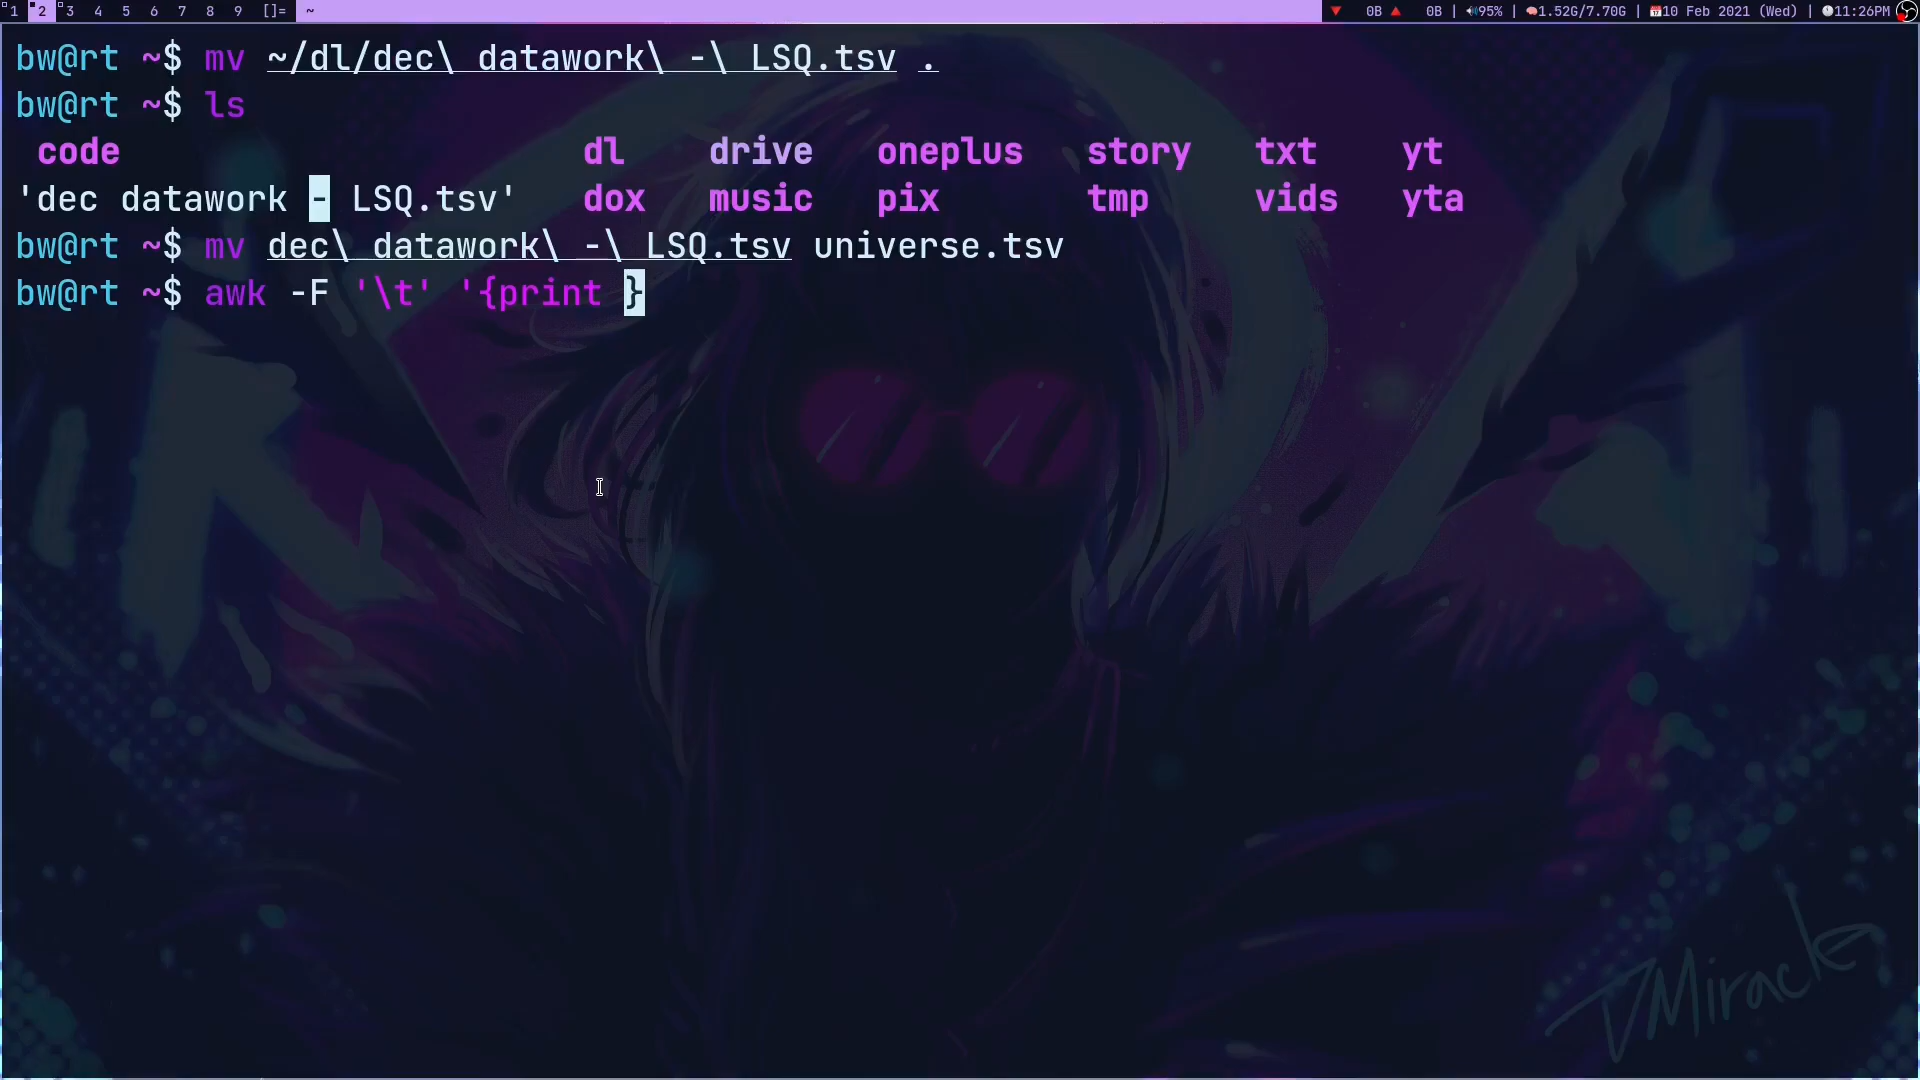 1 2 3 4 5 6 7 8 9 []= ~ 0B 0B | 95% | 1.52G/7.70G | 10 Feb 2021 (Wed) | 11:26PM
bw@rt ~$ mv ~/dl/dec\ datawork\ -\ LSQ.tsv .
bw@rt ~$ ls
code dl drive oneplus story txt yt
'dec datawork - LSQ.tsv' dox music pix tmp vids yta
bw@rt ~$ mv dec\ datawork\ -\ LSQ.tsv universe.tsv
bw@rt ~$ awk -F '\t' '{print }
DMiracle